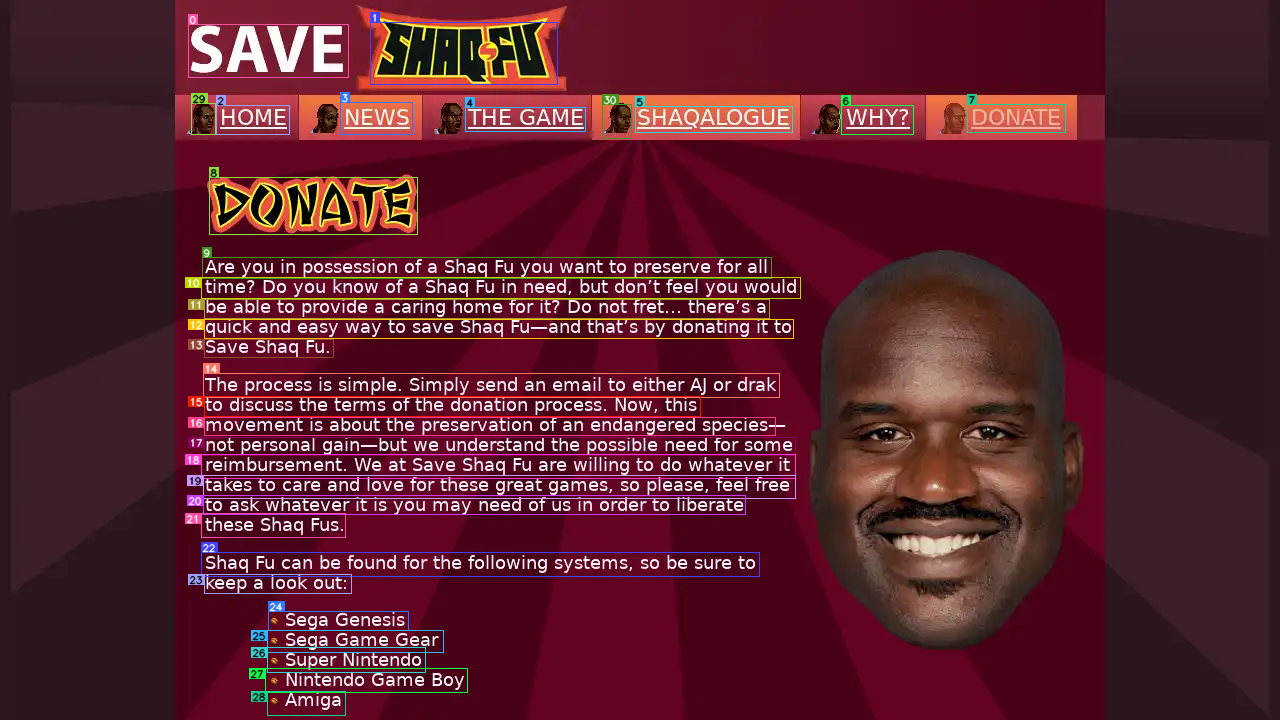 SAVE SHAQ-FU
HOME NEWS THE GAME SHAQALOGUE WHY? DONATE
DONATE
Are you in possession of a Shaq Fu you want to preserve for all
time? Do you know of a Shaq Fu in need, but don’t feel you would
be able to provide a caring home for it? Do not fret... there’s a
quick and easy way to save Shaq Fu—and that’s by donating it to
Save Shaq Fu.
The process is simple. Simply send an email to either AJ or drak
to discuss the terms of the donation process. Now, this
movement is about the preservation of an endangered species—
not personal gain—but we understand the possible need for some
reimbursement. We at Save Shaq Fu are willing to do whatever it
takes to care and love for these great games, so please, feel free
to ask whatever it is you may need of us in order to liberate
these Shaq Fus.
Shaq Fu can be found for the following systems, so be sure to
keep a look out:
Sega Genesis
Sega Game Gear
Super Nintendo
Nintendo Game Boy
Amiga